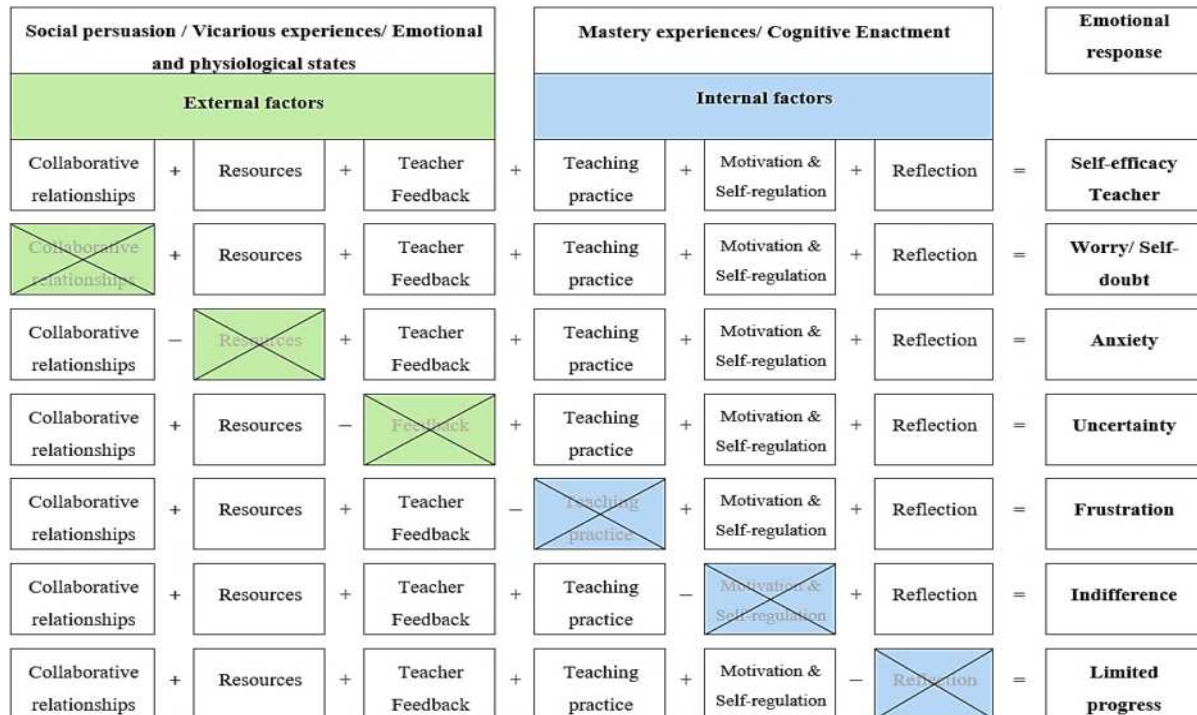 Social persuasion / Vicarious experiences/ Emotional
and physiological states
Mastery experiences/ Cognitive Enactment
Emotional
response
External factors
Internal factors
Collaborative
relationships
+
Resources
+
Teacher
Feedback
+
Teaching
practice
+
Motivation &
Self-regulation
+
Reflection
=
Self-efficacy
Teacher
Collaborative
relationships
+
Resources
+
Teacher
Feedback
+
Teaching
practice
+
Motivation &
Self-regulation
+
Reflection
=
Worry/ Self-
doubt
Collaborative
relationships
−
Resources
+
Teacher
Feedback
+
Teaching
practice
+
Motivation &
Self-regulation
+
Reflection
=
Anxiety
Collaborative
relationships
+
Resources
−
Feedback
+
Teaching
practice
+
Motivation &
Self-regulation
+
Reflection
=
Uncertainty
Collaborative
relationships
+
Resources
+
Teacher
Feedback
−
Teaching
practice
+
Motivation &
Self-regulation
+
Reflection
=
Frustration
Collaborative
relationships
+
Resources
+
Teacher
Feedback
+
Teaching
practice
−
Motivation &
Self-regulation
+
Reflection
=
Indifference
Collaborative
relationships
+
Resources
+
Teacher
Feedback
+
Teaching
practice
+
Motivation &
Self-regulation
−
Reflection
=
Limited
progress